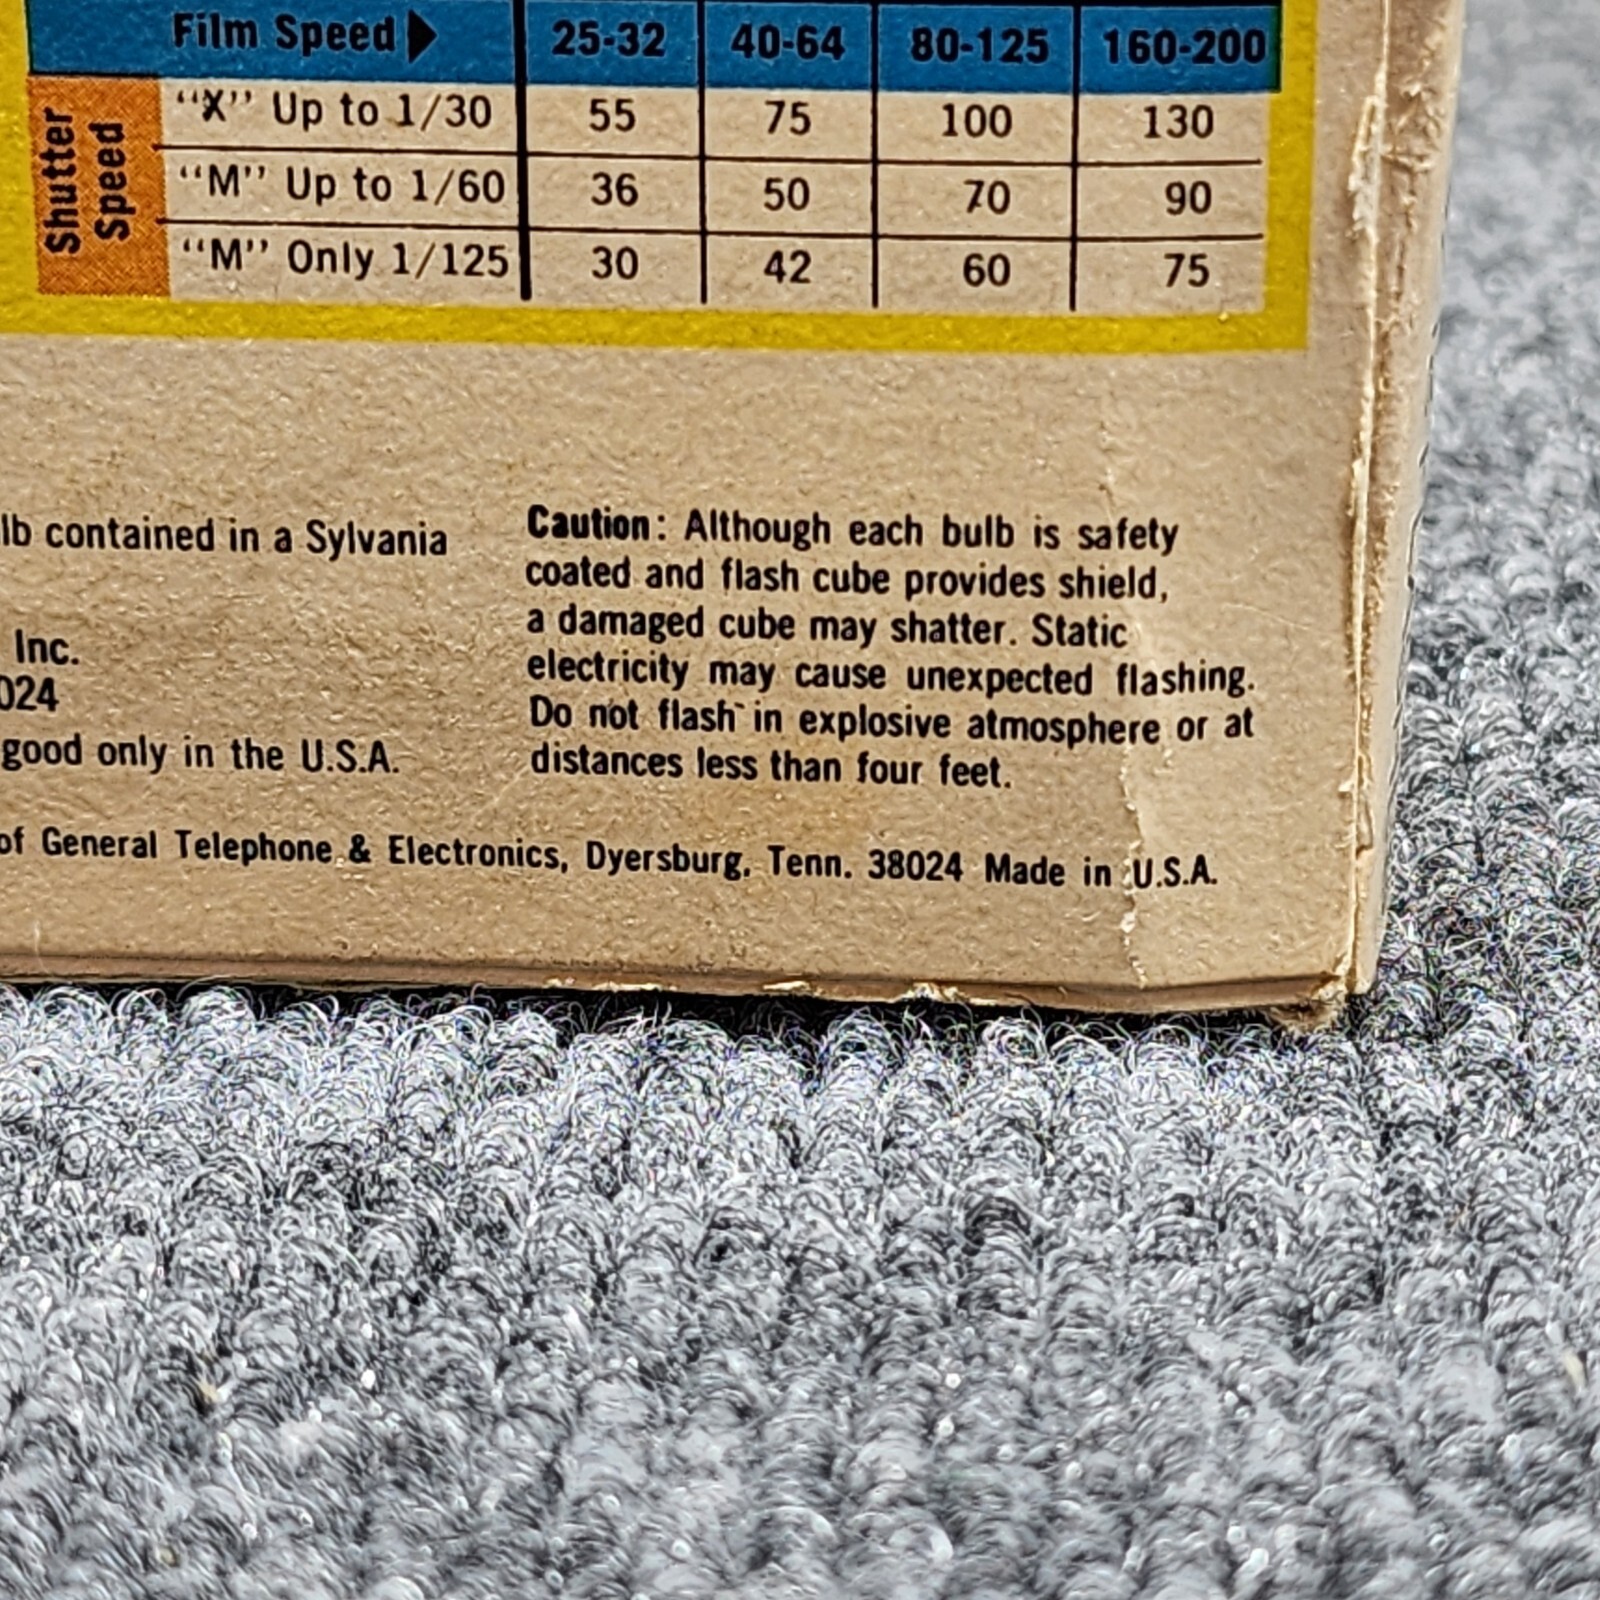 Film Speed ▶ 25-32 40-64 80-125 160-200
Shutter
Speed
“X” Up to 1/30 55 75 100 130
“M” Up to 1/60 36 50 70 90
“M” Only 1/125 30 42 60 75
lb contained in a Sylvania
Inc.
024
good only in the U.S.A.
Caution: Although each bulb is safety
coated and flash cube provides shield,
a damaged cube may shatter. Static
electricity may cause unexpected flashing.
Do not flash in explosive atmosphere or at
distances less than four feet.
of General Telephone & Electronics, Dyersburg, Tenn. 38024 Made in U.S.A.